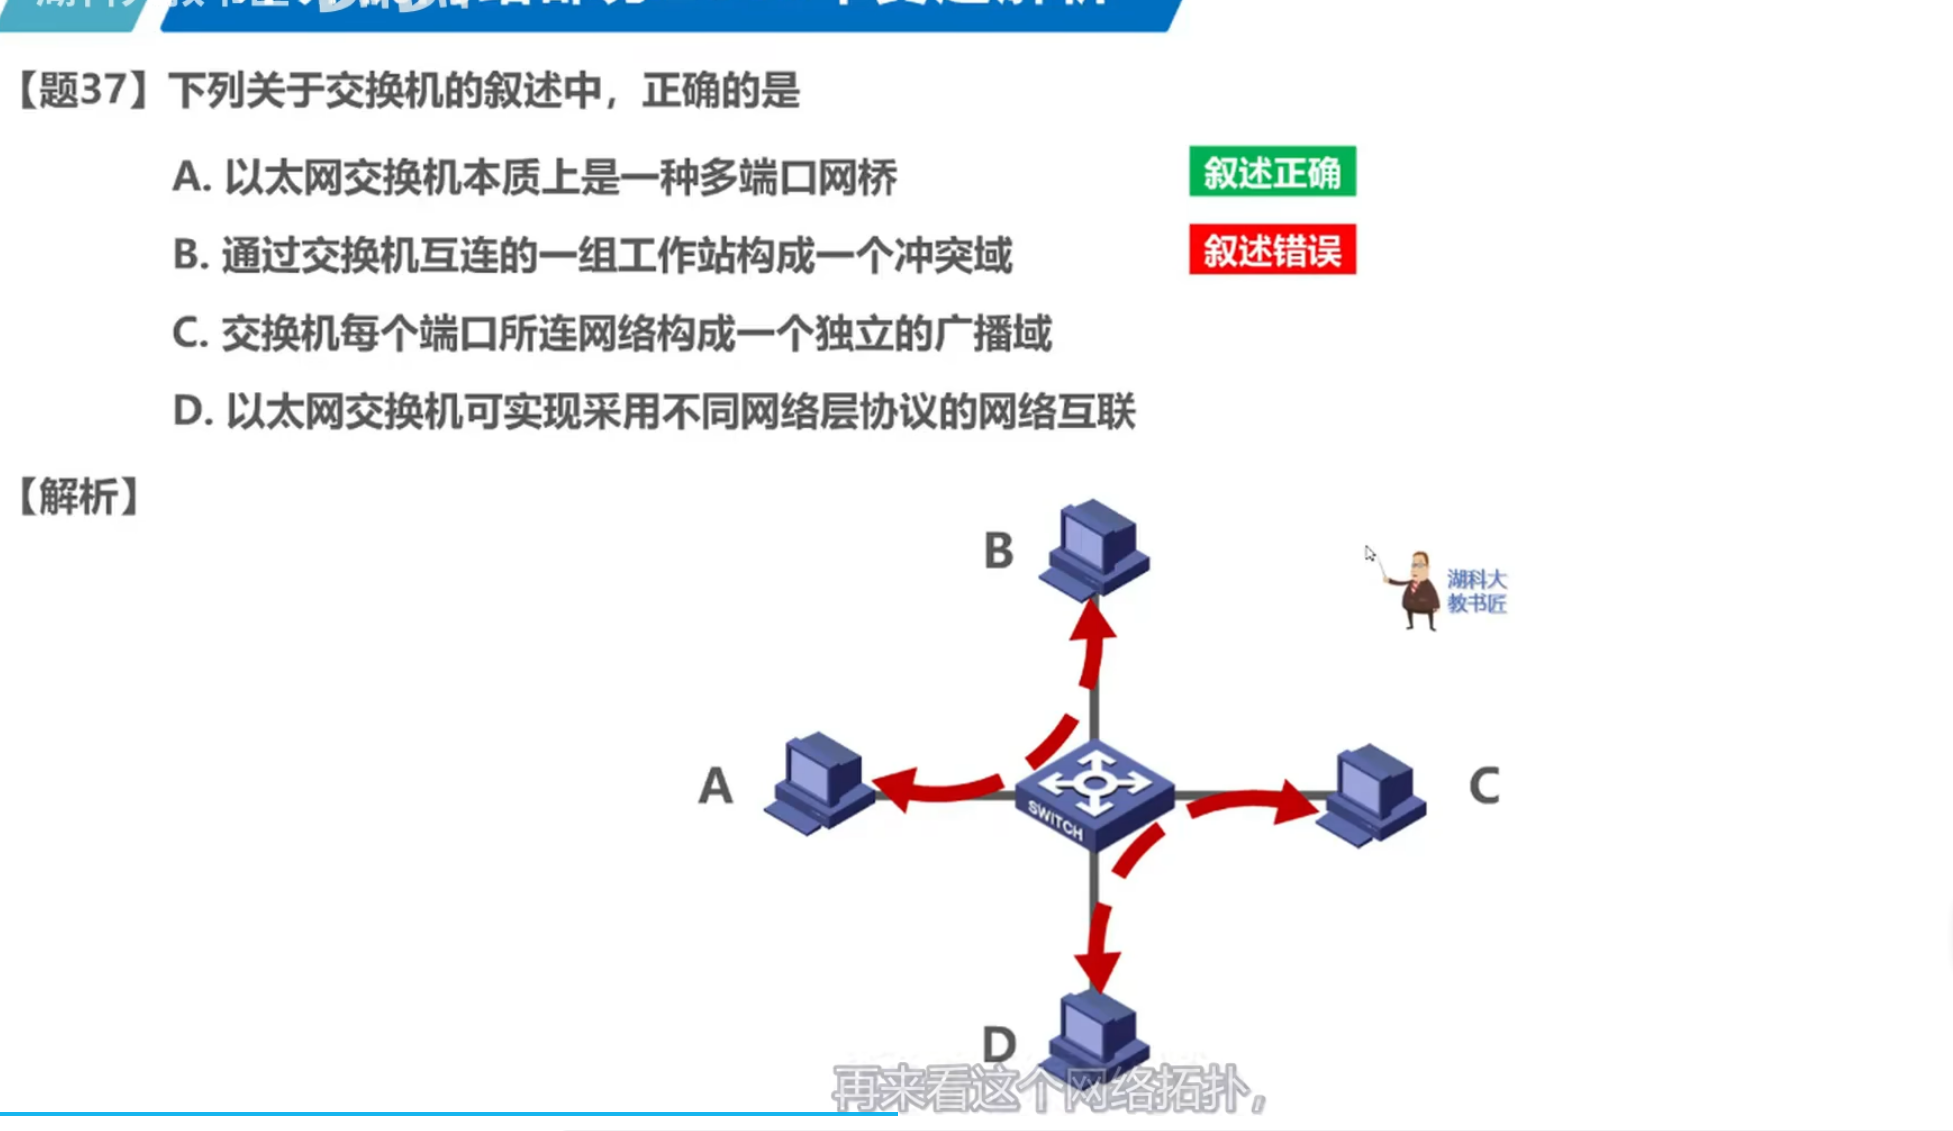 【题37】下列关于交换机的叙述中，正确的是
A. 以太网交换机本质上是一种多端口网桥
叙述正确
B. 通过交换机互连的一组工作站构成一个冲突域
叙述错误
C. 交换机每个端口所连网络构成一个独立的广播域
D. 以太网交换机可实现采用不同网络层协议的网络互联
【解析】
B
湖科大
教书匠
A
C
SWITCH
D
再来看这个网络拓扑，